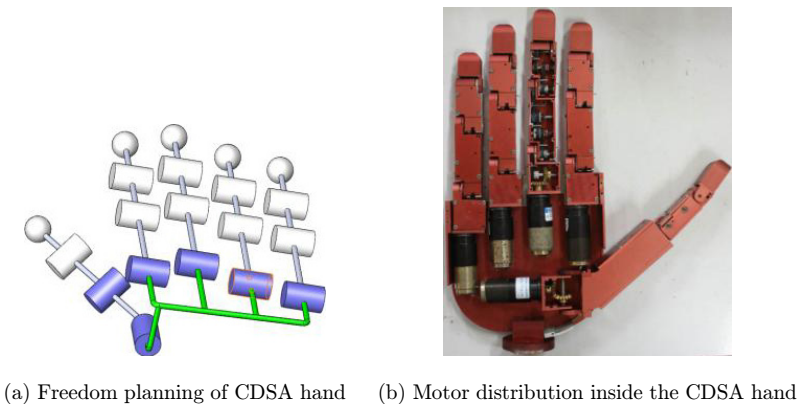 (a) Freedom planning of CDSA hand
(b) Motor distribution inside the CDSA hand